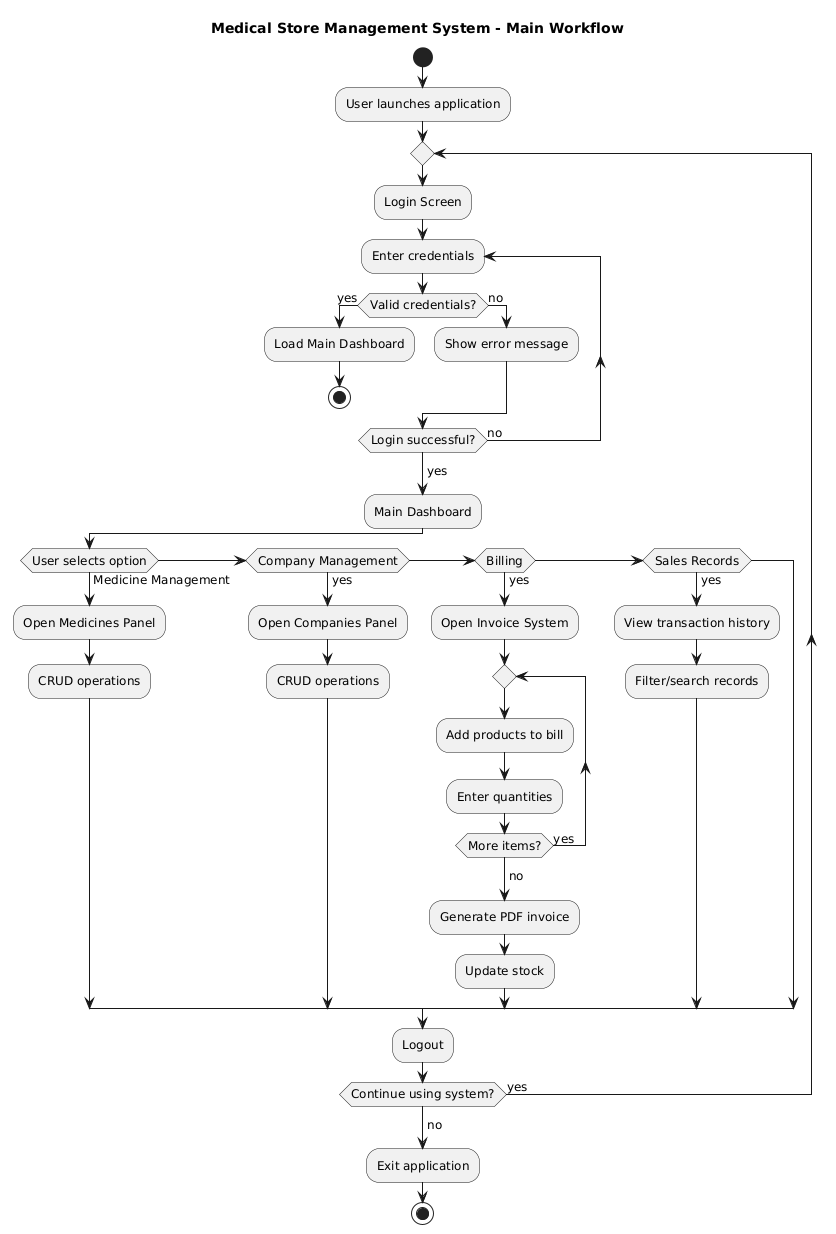 Medical Store Management System - Main Workflow
User launches application
Login Screen
Enter credentials
yes
Valid credentials?
no
Load Main Dashboard
Show error message
Login successful?
no
yes
Main Dashboard
User selects option
Company Management
Billing
Sales Records
Medicine Management
yes
yes
yes
Open Medicines Panel
Open Companies Panel
Open Invoice System
View transaction history
CRUD operations
CRUD operations
Filter/search records
Add products to bill
Enter quantities
More items?
yes
no
Generate PDF invoice
Update stock
Logout
Continue using system?
yes
no
Exit application